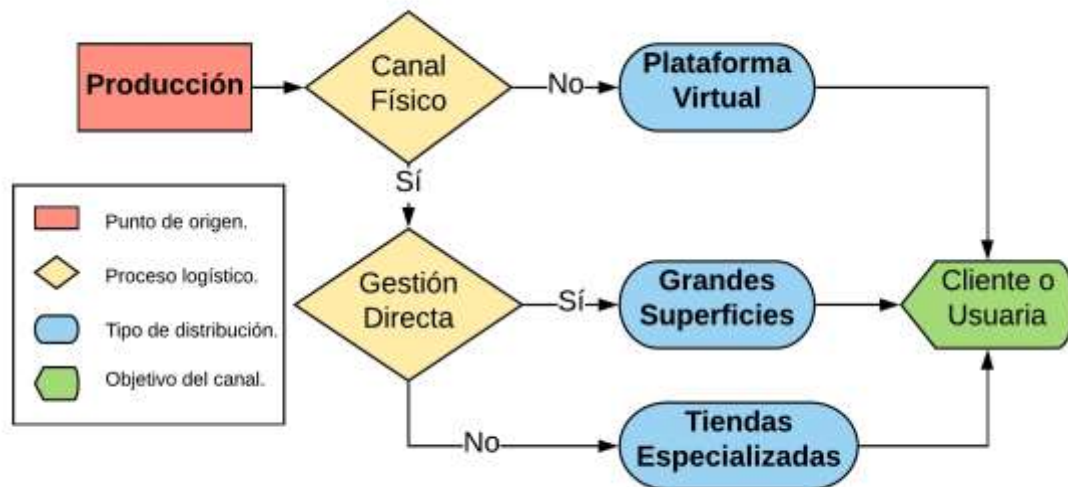 Producción
Canal
Físico
No
Plataforma
Virtual
Sí
Punto de origen.
Proceso logístico.
Tipo de distribución.
Objetivo del canal.
Gestión
Directa
Sí
Grandes
Superficies
Cliente o
Usuaria
No
Tiendas
Especializadas